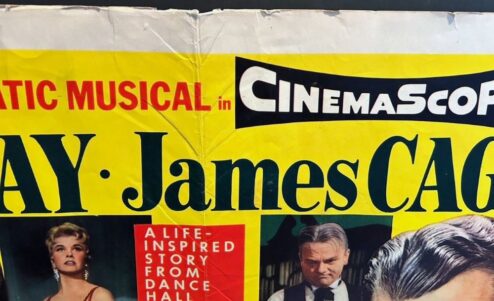 ATIC MUSICAL in CINEMASCOP
AY · James CAG
A LIFE-
INSPIRED
STORY
FROM
DANCE
HALL